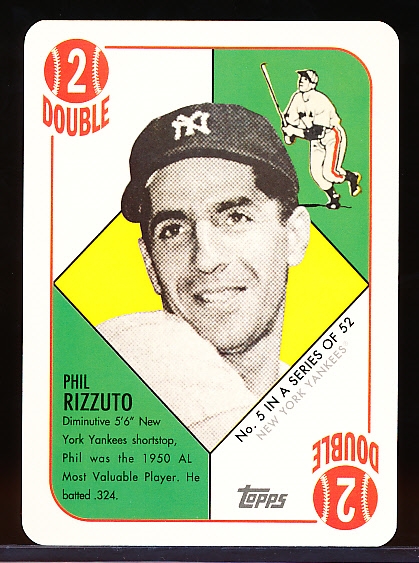 2
DOUBLE
NY
PHIL
RIZZUTO
Diminutive 5'6" New
York Yankees shortstop,
Phil was the 1950 AL
Most Valuable Player. He
batted .324.
No. 5 IN A SERIES OF 52
NEW YORK YANKEES®
Topps
DOUBLE
2